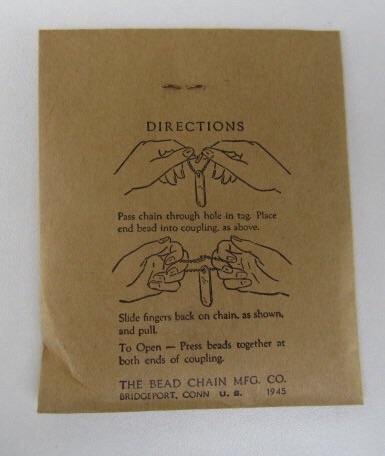 DIRECTIONS
Pass chain through hole in tag. Place
end bead into coupling, as above.
Slide fingers back on chain, as shown,
and pull.
To Open — Press beads together at
both ends of coupling.
THE BEAD CHAIN MFG. CO.
BRIDGEPORT, CONN U. S. 1945